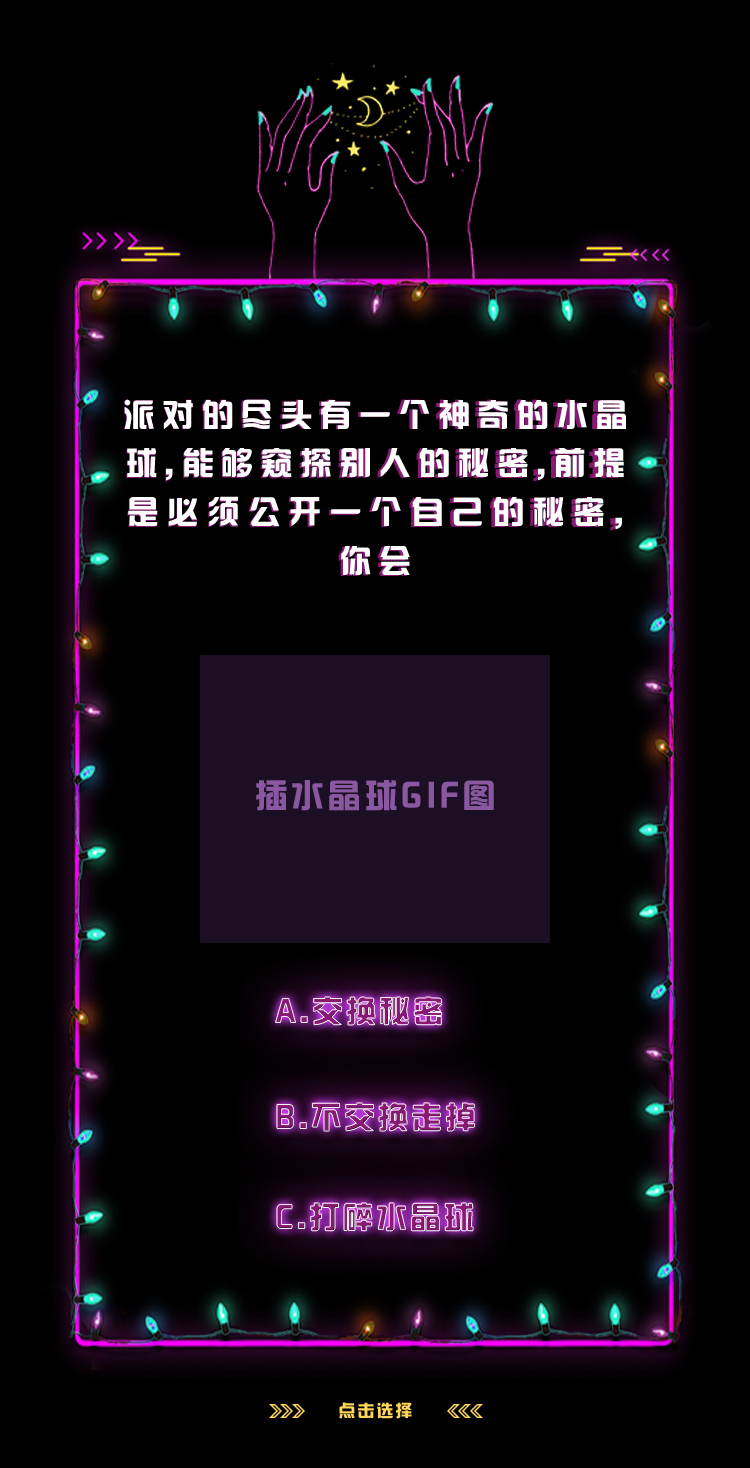 派对的尽头有一个神奇的水晶
球,能够窥探别人的秘密,前提
是必须公开一个自己的秘密,
你会
插水晶球GIF图
A.交换秘密
B.不交换走掉
C.打碎水晶球
点击选择